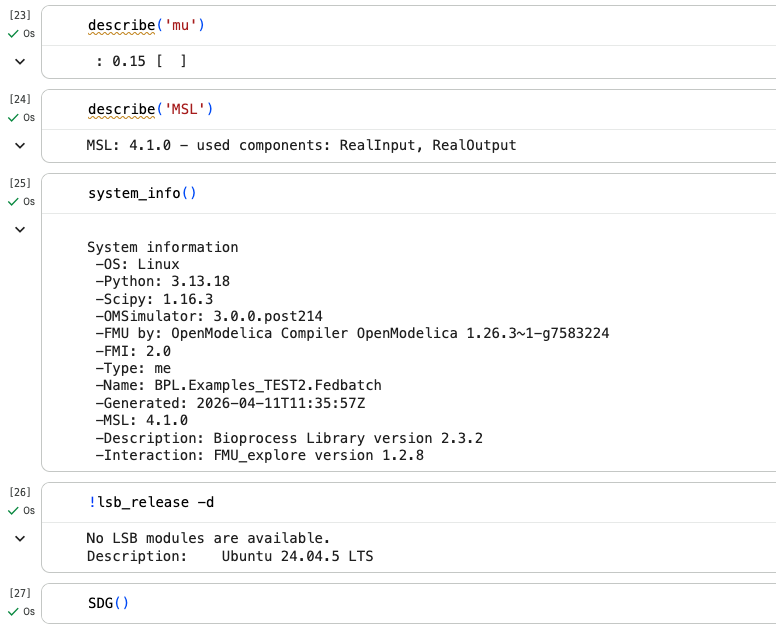 [23]
describe('mu')
0s
: 0.15 [  ]
[24]
describe('MSL')
0s
MSL: 4.1.0 – used components: RealInput, RealOutput
[25]
system_info()
0s
System information
–OS: Linux
–Python: 3.13.18
–Scipy: 1.16.3
–OMSimulator: 3.0.0.post214
–FMU by: OpenModelica Compiler OpenModelica 1.26.3~1-g7583224
–FMI: 2.0
–Type: me
–Name: BPL.Examples_TEST2.Fedbatch
–Generated: 2026-04-11T11:35:57Z
–MSL: 4.1.0
–Description: Bioprocess Library version 2.3.2
–Interaction: FMU_explore version 1.2.8
[26]
!lsb_release –d
0s
No LSB modules are available.
Description:    Ubuntu 24.04.5 LTS
[27]
SDG()
0s